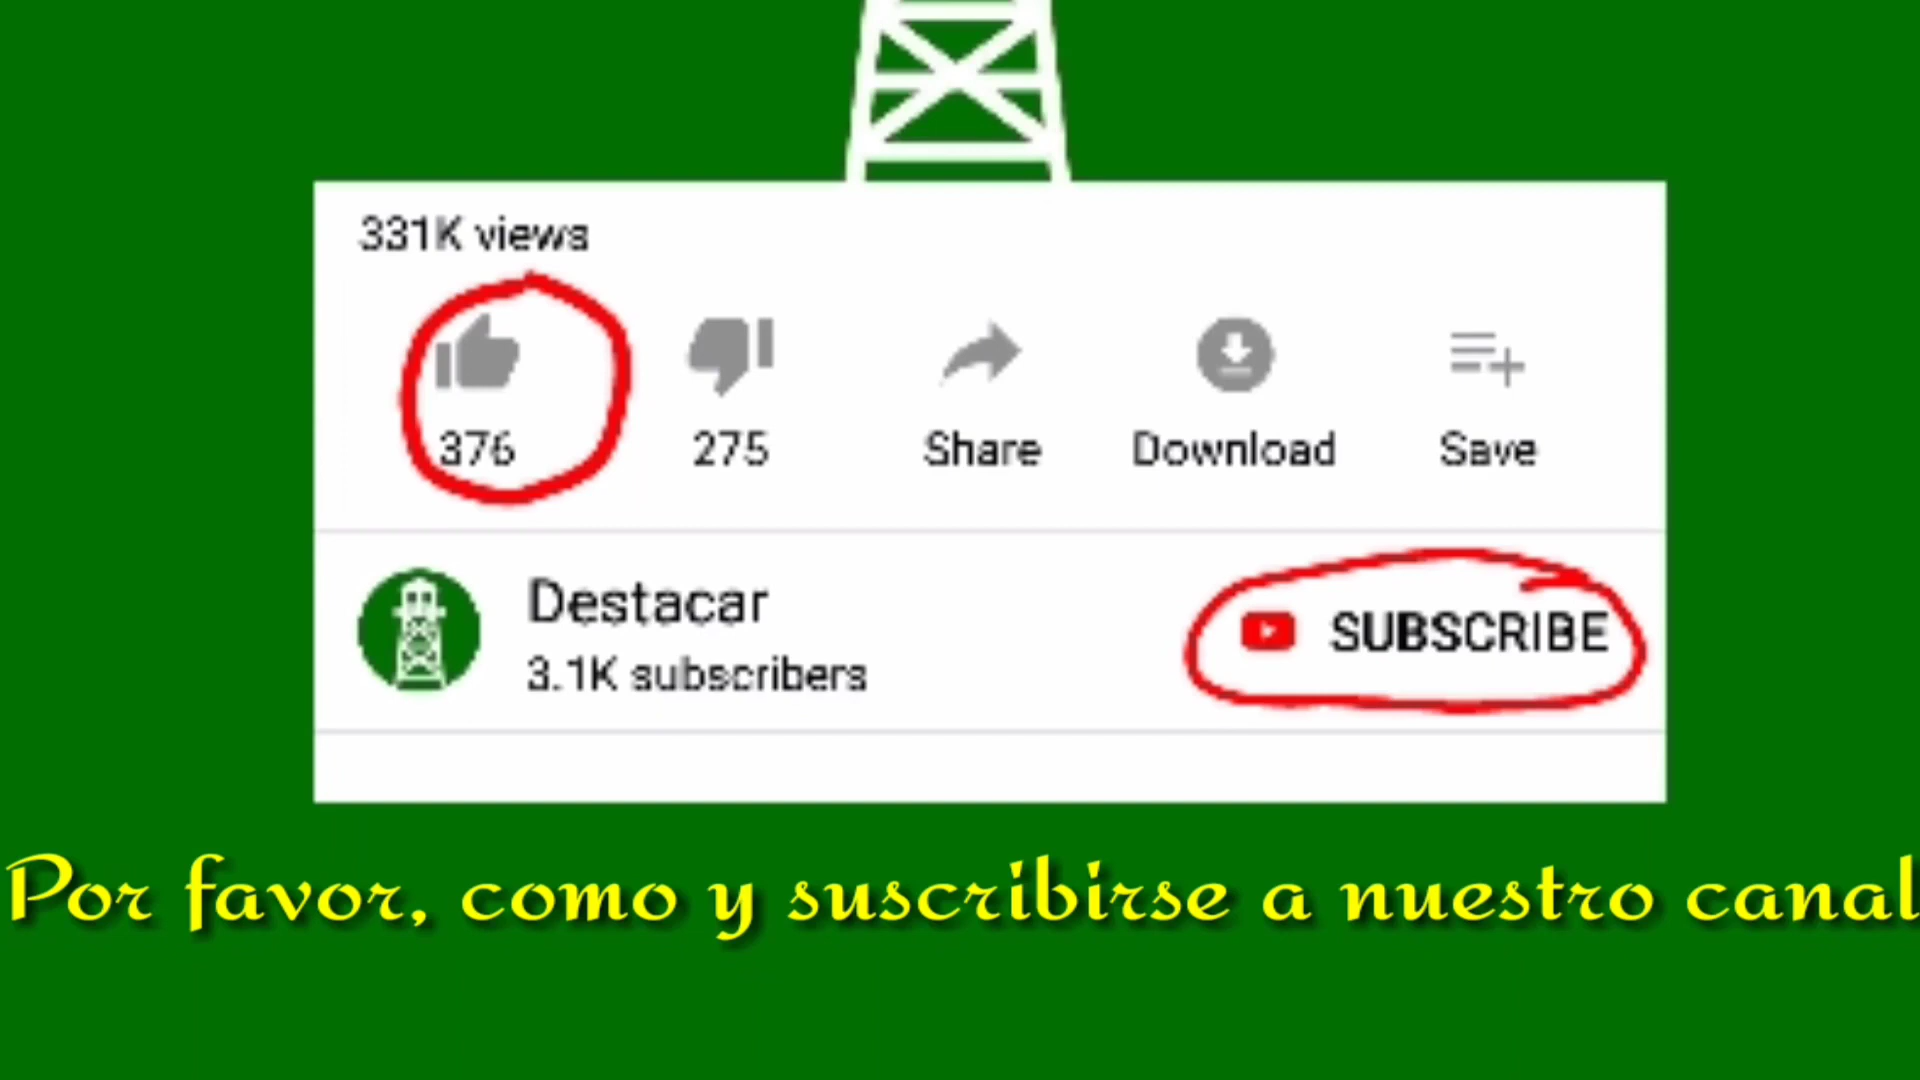 331K views
376 275 Share Download Save
Destacar
3.1K subscribers
SUBSCRIBE
Por favor, como y suscribirse a nuestro canal